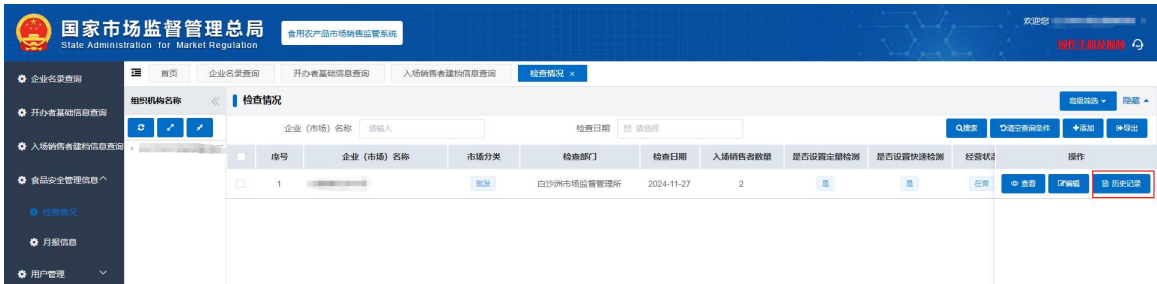 国家市场监督管理总局
State Administration for Market Regulation
食用农产品市场销售监管系统
欢迎您
操作手册及视频
企业名录查询
开办者基础信息查询
入场销售者建档信息查询
食品安全管理信息
检查情况
月报信息
用户管理
首页 企业名录查询 开办者基础信息查询 入场销售者建档信息查询 检查情况 ×
组织机构名称
检查情况
高级筛选 隐藏
企业（市场）名称 请输入 检查日期 请选择
搜索 清空查询条件 +添加 导出
序号 企业（市场）名称 市场分类 检查部门 检查日期 入场销售者数量 是否设置定量检测 是否设置快速检测 经营状态 操作
1 批发 白沙洲市场监督管理所 2024-11-27 2 是 是 在营 查看 编辑 历史记录